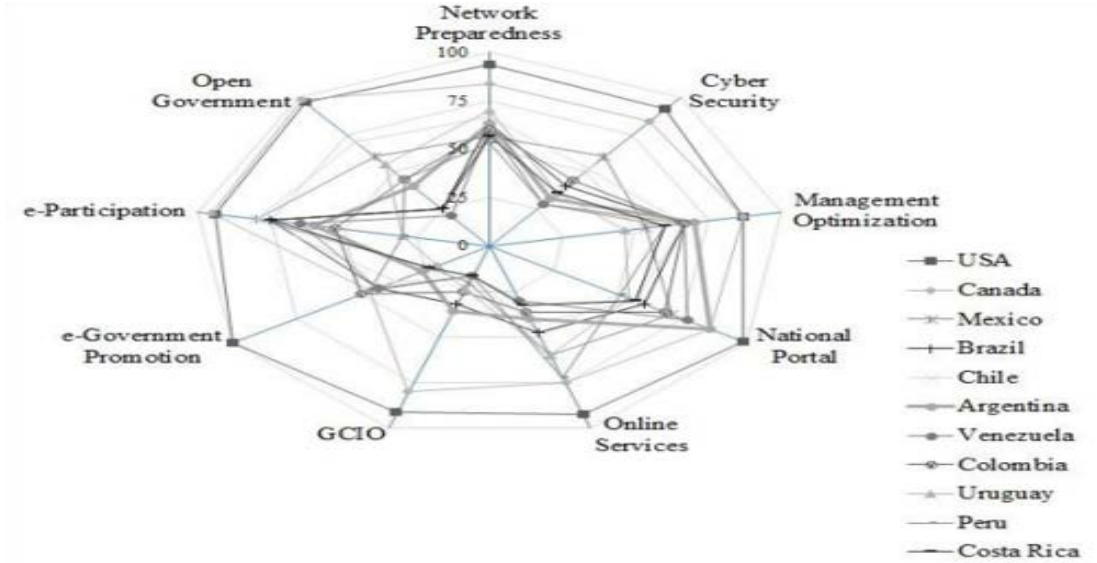 Network
Preparedness
100
Open
Government
Cyber
Security
75
50
25
e-Participation
Management
Optimization
0
USA
Canada
Mexico
Brazil
Chile
Argentina
Venezuela
Colombia
Uruguay
Peru
Costa Rica
e-Government
Promotion
National
Portal
GCIO
Online
Services